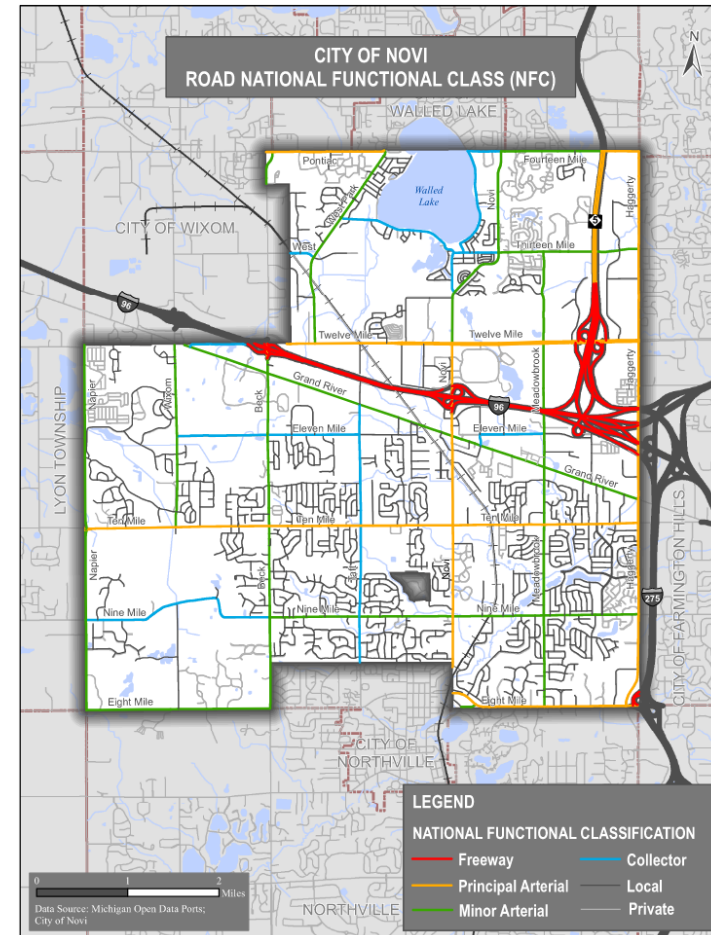 CITY OF NOVI
ROAD NATIONAL FUNCTIONAL CLASS (NFC)
N
WALLED LAKE
Pontiac
Fourteen Mile
West Park
Walled
Lake
Novi
Haggerty
CITY OF WIXOM
5
West
Thirteen Mile
96
Twelve Mile
Twelve Mile
LYON TOWNSHIP
Napier
Wixom
Beck
Grand River
Novi
96
Meadowbrook
Haggerty
Eleven Mile
Eleven Mile
Grand River
Ten Mile
Ten Mile
Ten Mile
Napier
Beck
Taft
Novi
Meadowbrook
Haggerty
275
CITY OF FARMINGTON HILLS
Nine Mile
Nine Mile
Nine Mile
Eight Mile
Eight Mile
CITY OF
NORTHVILLE
LEGEND
NATIONAL FUNCTIONAL CLASSIFICATION
Freeway
Collector
Principal Arterial
Local
Minor Arterial
Private
0 1 2
Miles
Data Source: Michigan Open Data Ports;
City of Novi
NORTHVILLE